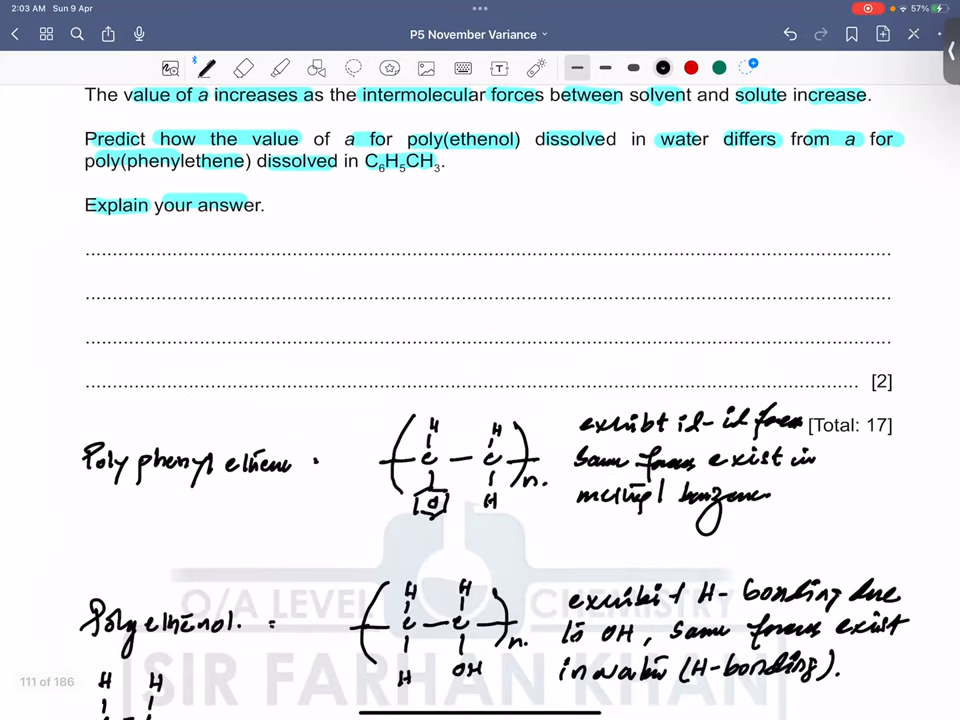 2:03 AM Sun 9 Apr
57%
P5 November Variance
The value of a increases as the intermolecular forces between solvent and solute increase.
Predict how the value of a for poly(ethenol) dissolved in water differs from a for
poly(phenylethene) dissolved in C₆H₅CH₃.
Explain your answer.
[2]
[Total: 17]
Poly phenyl ethene :
H H
C — C
H
n.
exhibt id-id forces
same forces exist in
methyl benzene
Poly ethenol. =
H H
C — C
H OH
n.
exhibit H-bonding due
to OH, same forces exist
in water (H-bonding).
H H
O/A LEVEL CHEMISTRY
SIR FARHAN KHAN
111 of 186